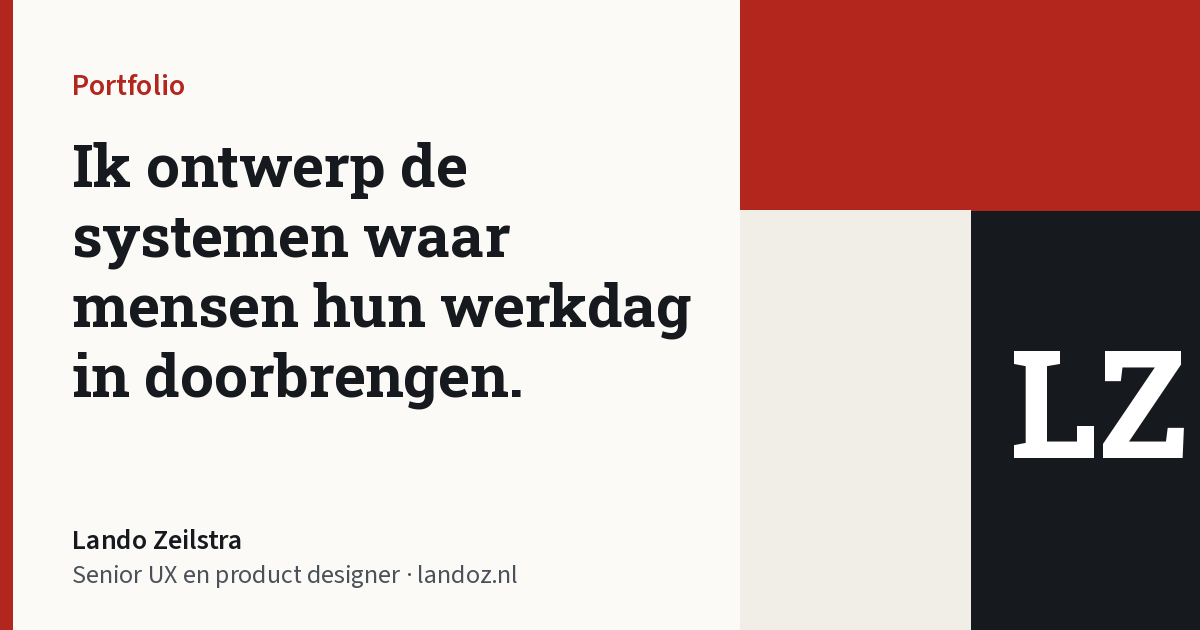 Portfolio
Ik ontwerp de
systemen waar
mensen hun werkdag
in doorbrengen.
Lando Zeilstra
Senior UX en product designer · landoz.nl
LZ